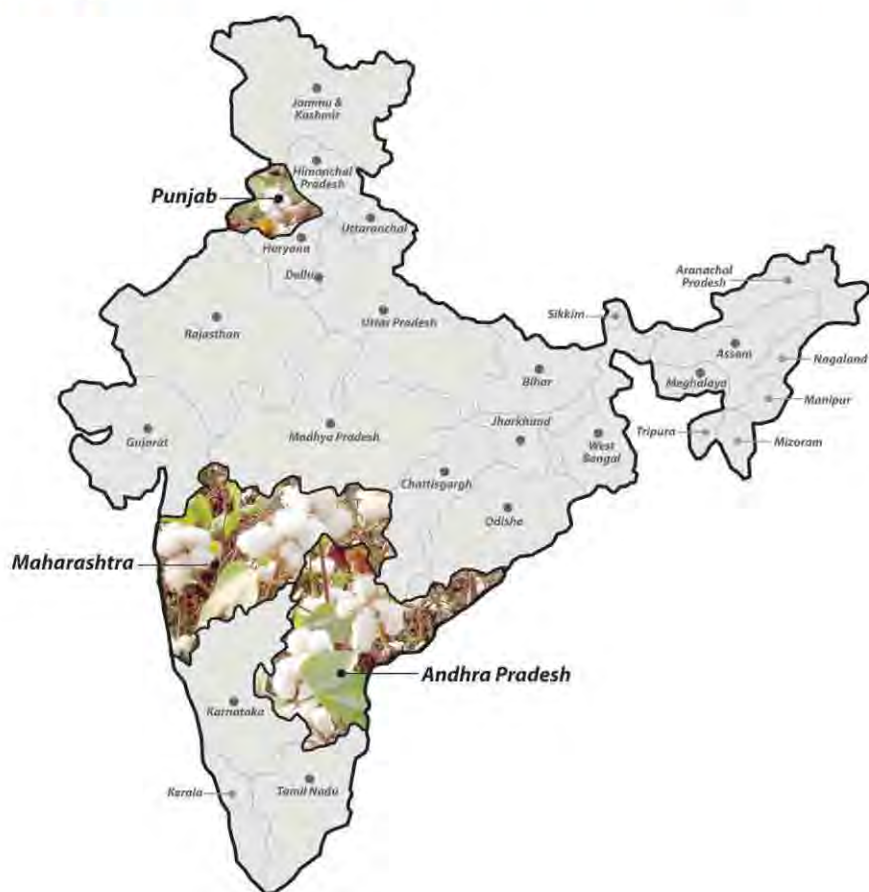 Jammu &
Kashmir
Himanchal
Pradesh
Punjab
Uttaranchal
Haryana
Delhi
Aranachal
Pradesh
Sikkim
Rajasthan
Uttar Pradesh
Assam
Nagaland
Bihar
Meghalaya
Manipur
Jharkhand
Gujarat
Madhya Pradesh
West
Bengal
Tripura
Mizoram
Chattisgargh
Odisha
Maharashtra
Andhra Pradesh
Karnataka
Kerala
Tamil Nadu